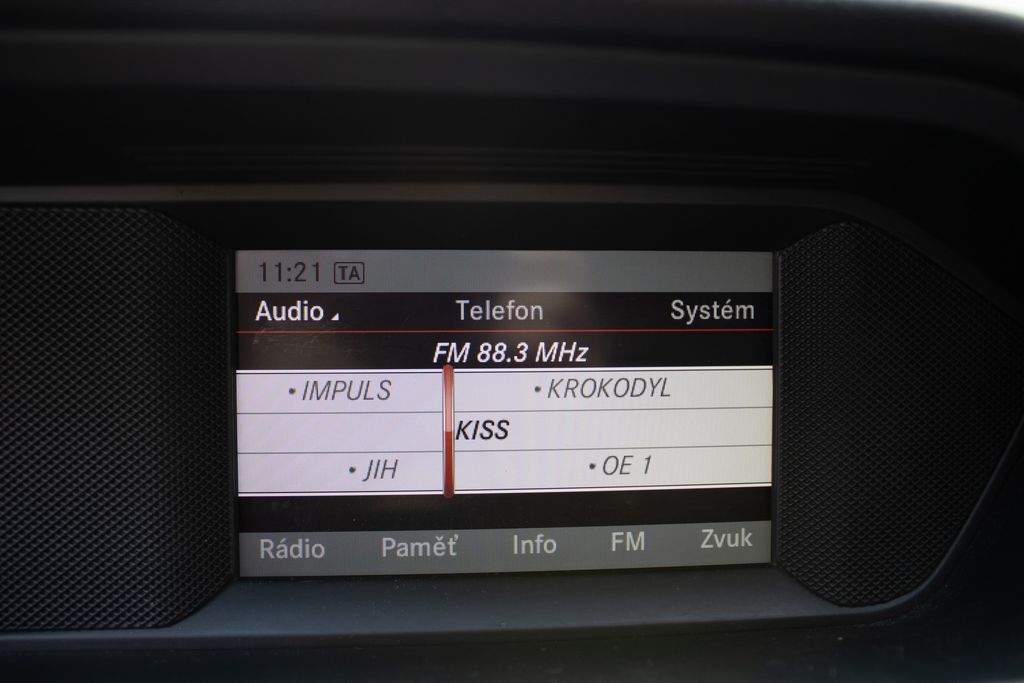 11:21 TA
Audio Telefon Systém
FM 88.3 MHz
• IMPULS • KROKODYL
KISS
• JIH • OE 1
Rádio Paměť Info FM Zvuk